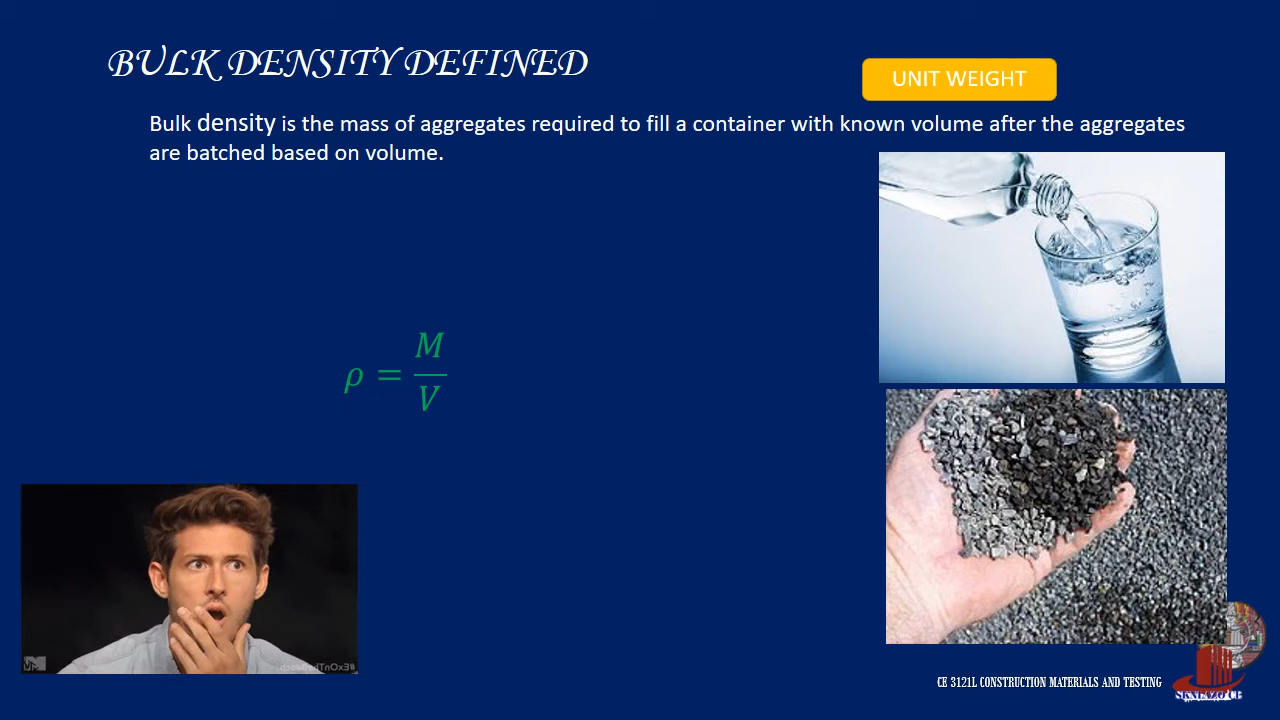 BULK DENSITY DEFINED
UNIT WEIGHT
Bulk density is the mass of aggregates required to fill a container with known volume after the aggregates
are batched based on volume.
ρ = M/V
#ExOnTheBeach
CE 3121L CONSTRUCTION MATERIALS AND TESTING